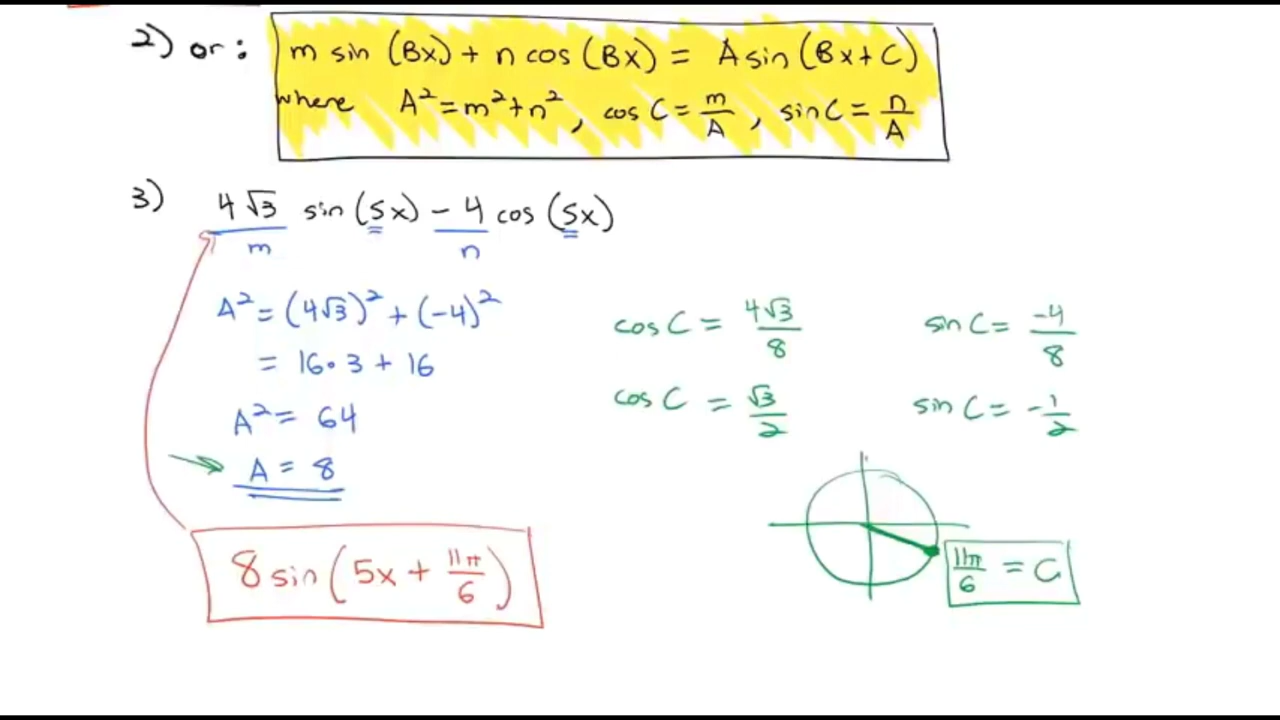 2) or: m sin (Bx) + n cos (Bx) = A sin (Bx + C)
where A² = m² + n², cos C = m/A, sin C = n/A
3) 4√3 sin (5x) − 4 cos (5x)
m n
A² = (4√3)² + (−4)²
= 16·3 + 16
A² = 64
A = 8
8 sin (5x + 11π/6)
cos C = 4√3/8
cos C = √3/2
sin C = −4/8
sin C = −1/2
11π/6 = C